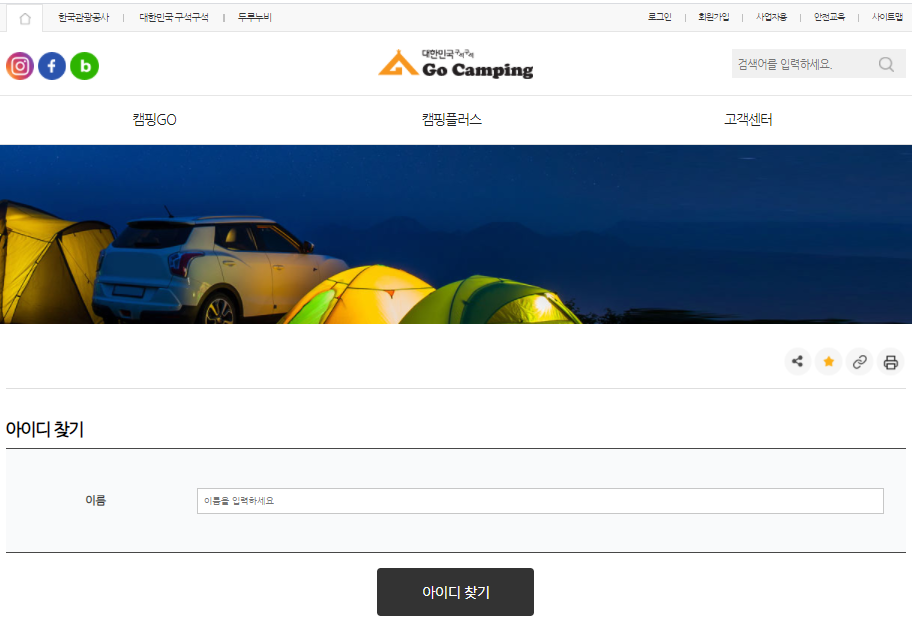 한국관광공사 | 대한민국 구석구석 | 두루누비
로그인 | 회원가입 | 사업자용 | 안전교육 | 사이트맵
대한민국 구석구석
Go Camping
검색어를 입력하세요.
캠핑GO 캠핑플러스 고객센터
아이디 찾기
이름 이름을 입력하세요
아이디 찾기